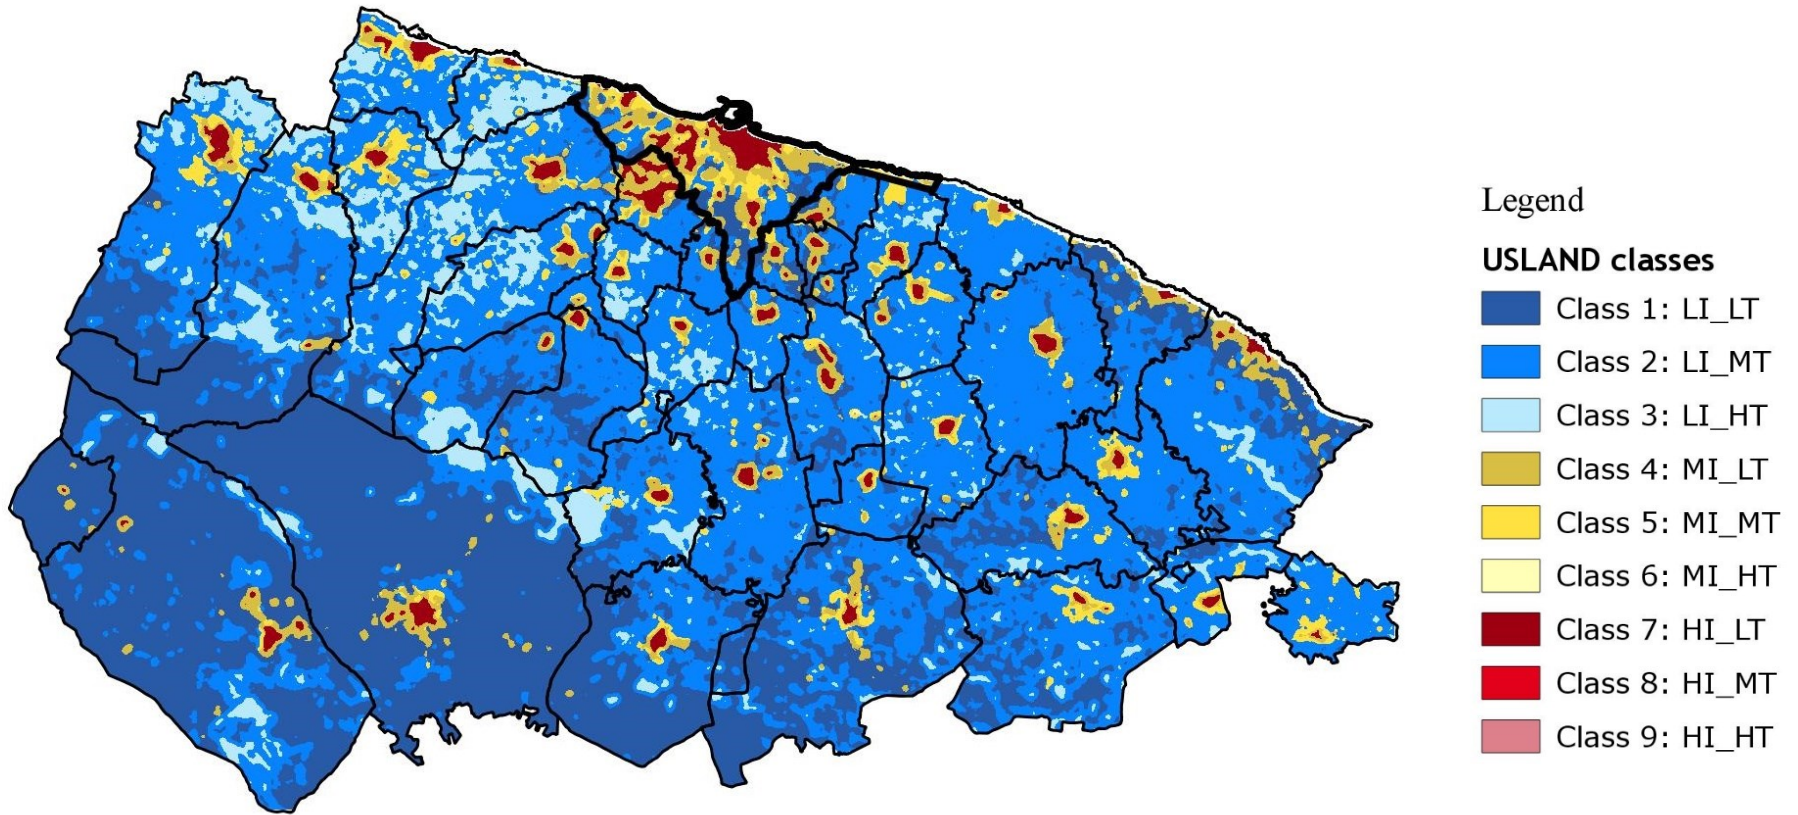 Legend
USLAND classes
Class 1: LI_LT
Class 2: LI_MT
Class 3: LI_HT
Class 4: MI_LT
Class 5: MI_MT
Class 6: MI_HT
Class 7: HI_LT
Class 8: HI_MT
Class 9: HI_HT